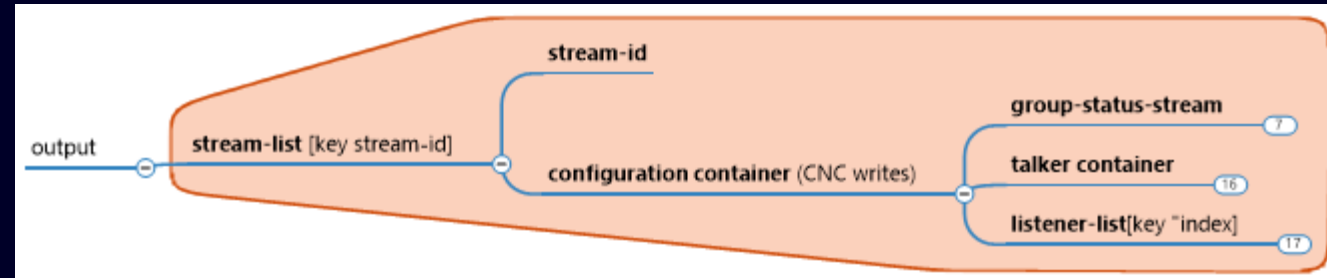 output
stream-list [key stream-id]
stream-id
configuration container (CNC writes)
group-status-stream
7
talker container
16
listener-list[key "index]
17